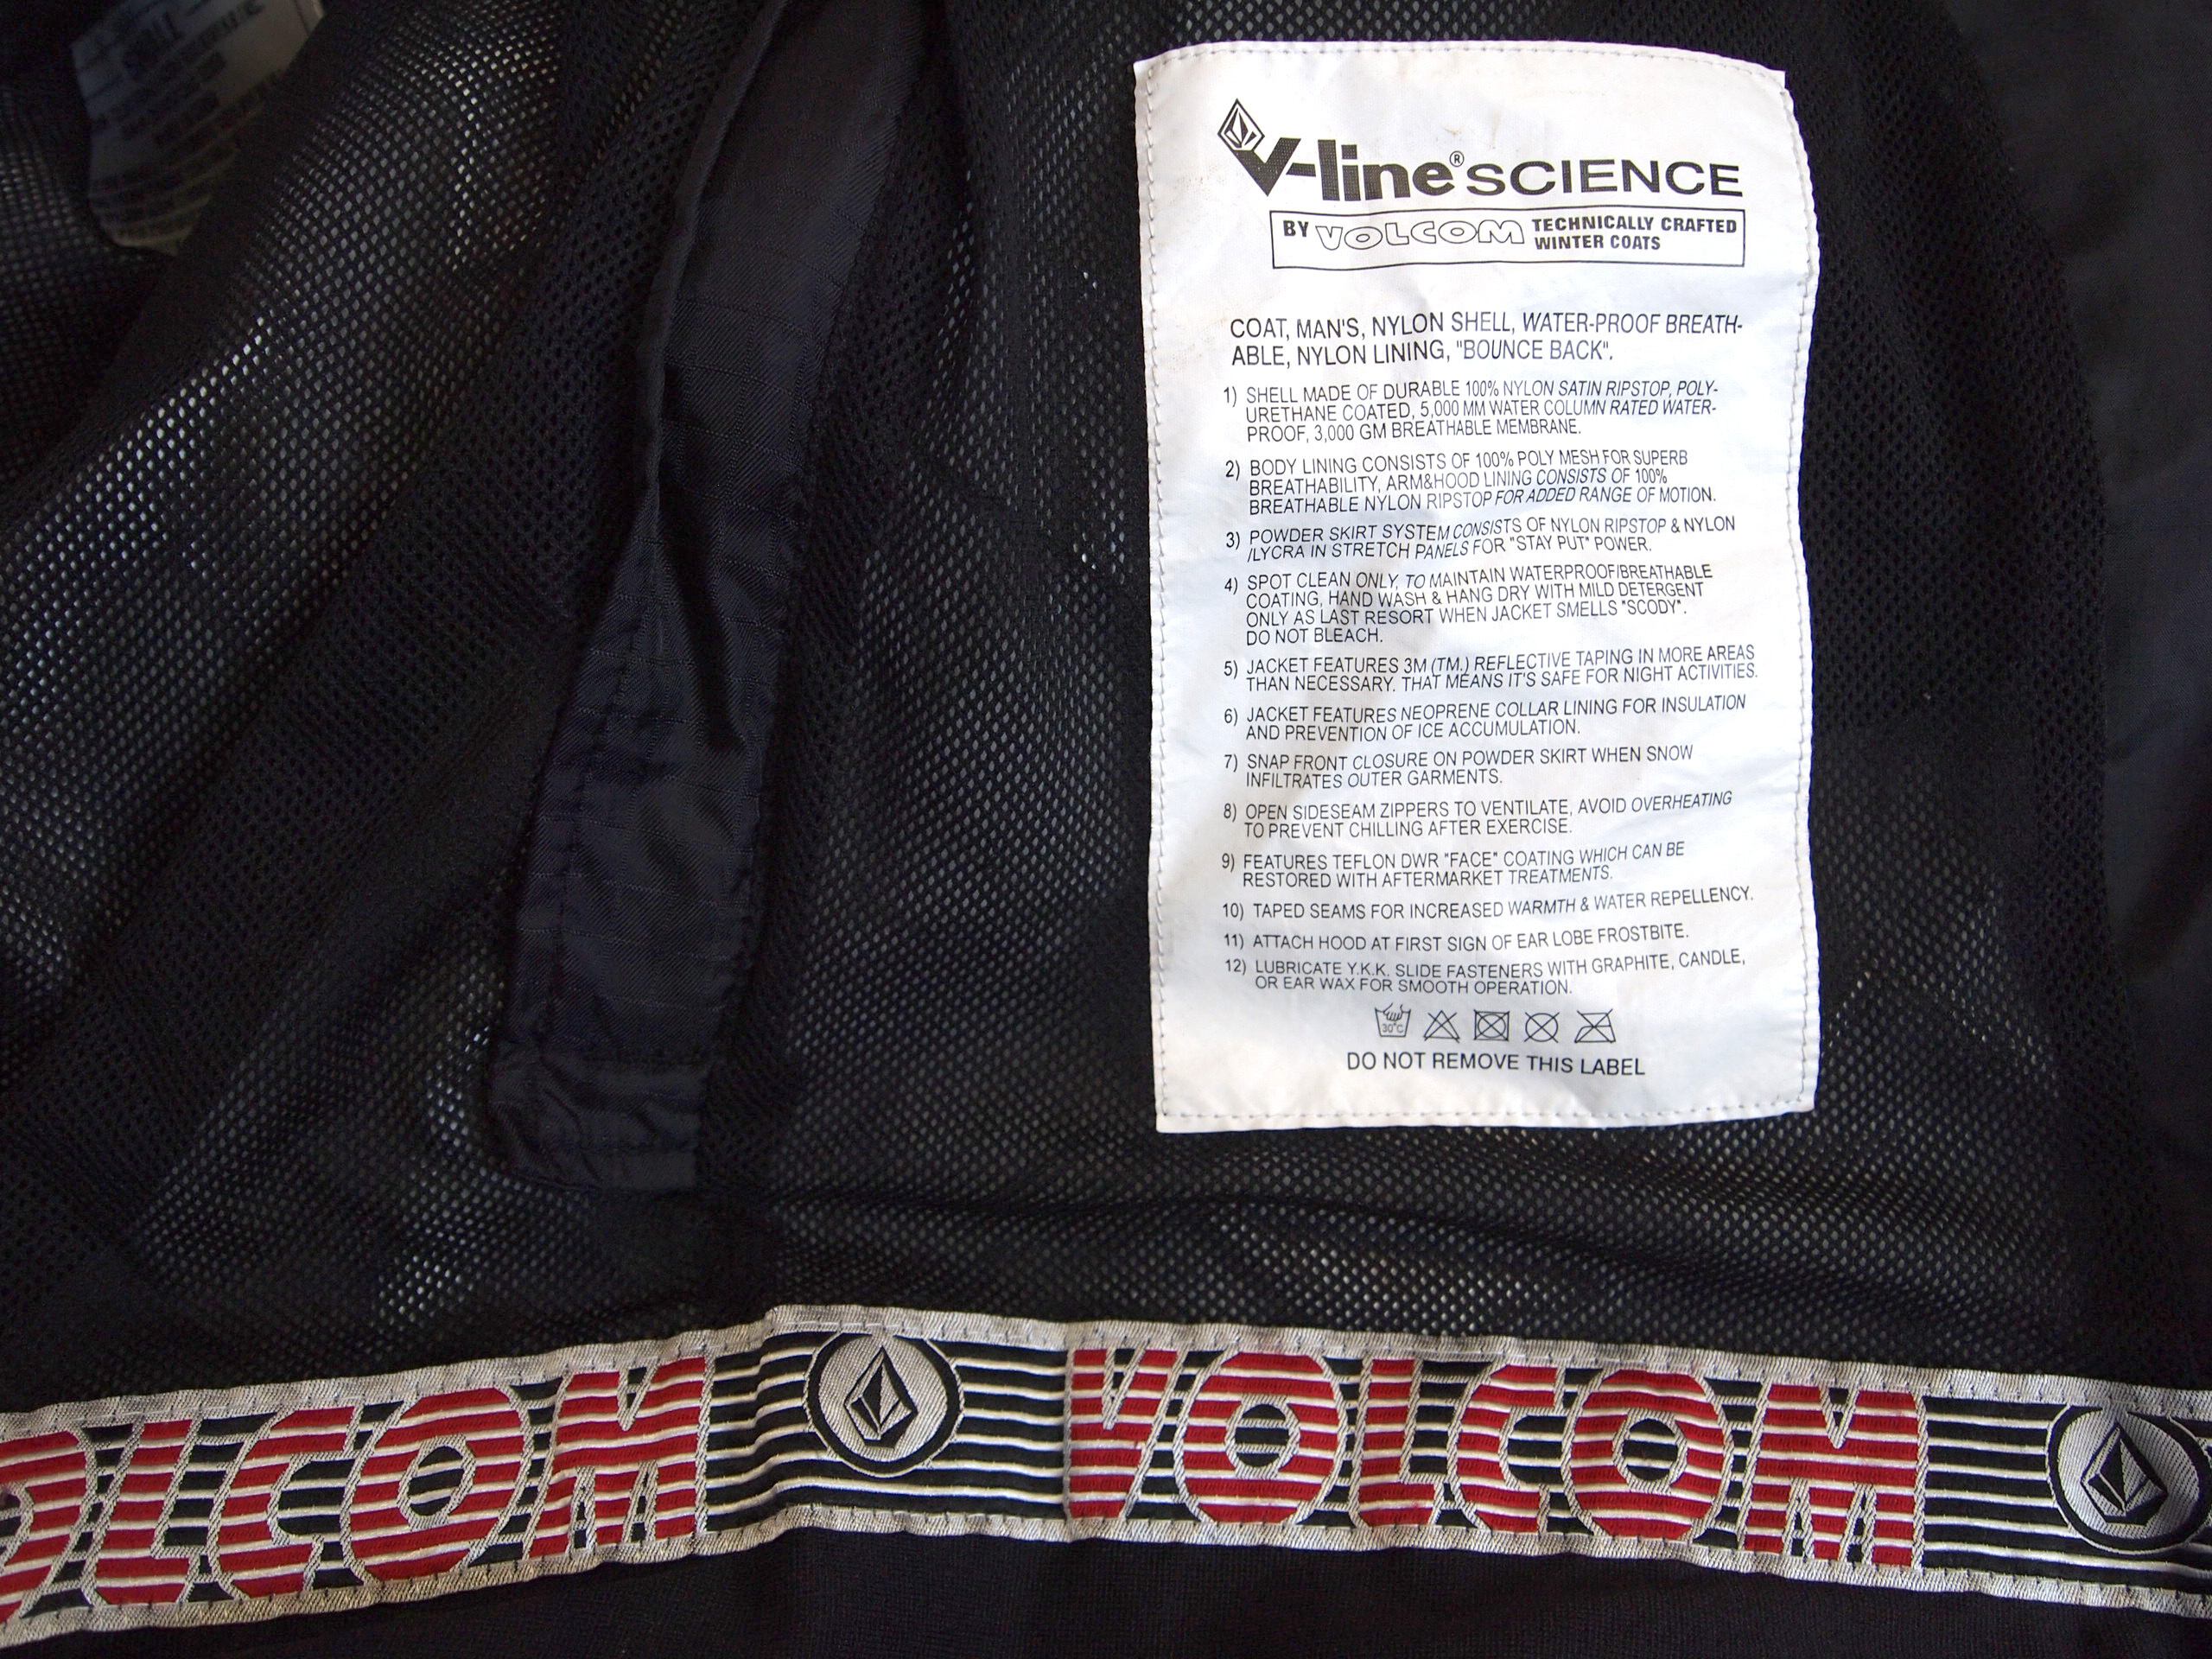 V-line® SCIENCE
BY VOLCOM TECHNICALLY CRAFTED
WINTER COATS
COAT, MAN'S, NYLON SHELL, WATER-PROOF BREATH-
ABLE, NYLON LINING, "BOUNCE BACK".
1) SHELL MADE OF DURABLE 100% NYLON SATIN RIPSTOP, POLY-
URETHANE COATED, 5,000 MM WATER COLUMN RATED WATER-
PROOF, 3,000 GM BREATHABLE MEMBRANE.
2) BODY LINING CONSISTS OF 100% POLY MESH FOR SUPERB
BREATHABILITY, ARM&HOOD LINING CONSISTS OF 100%
BREATHABLE NYLON RIPSTOP FOR ADDED RANGE OF MOTION.
3) POWDER SKIRT SYSTEM CONSISTS OF NYLON RIPSTOP & NYLON
/LYCRA IN STRETCH PANELS FOR "STAY PUT" POWER.
4) SPOT CLEAN ONLY, TO MAINTAIN WATERPROOF/BREATHABLE
COATING, HAND WASH & HANG DRY WITH MILD DETERGENT
ONLY AS LAST RESORT WHEN JACKET SMELLS "SCODY".
DO NOT BLEACH.
5) JACKET FEATURES 3M (TM.) REFLECTIVE TAPING IN MORE AREAS
THAN NECESSARY. THAT MEANS IT'S SAFE FOR NIGHT ACTIVITIES.
6) JACKET FEATURES NEOPRENE COLLAR LINING FOR INSULATION
AND PREVENTION OF ICE ACCUMULATION.
7) SNAP FRONT CLOSURE ON POWDER SKIRT WHEN SNOW
INFILTRATES OUTER GARMENTS.
8) OPEN SIDESEAM ZIPPERS TO VENTILATE, AVOID OVERHEATING
TO PREVENT CHILLING AFTER EXERCISE.
9) FEATURES TEFLON DWR "FACE" COATING WHICH CAN BE
RESTORED WITH AFTERMARKET TREATMENTS.
10) TAPED SEAMS FOR INCREASED WARMTH & WATER REPELLENCY.
11) ATTACH HOOD AT FIRST SIGN OF EAR LOBE FROSTBITE.
12) LUBRICATE Y.K.K. SLIDE FASTENERS WITH GRAPHITE, CANDLE,
OR EAR WAX FOR SMOOTH OPERATION.
30°C
DO NOT REMOVE THIS LABEL
OLCOM VOLCOM